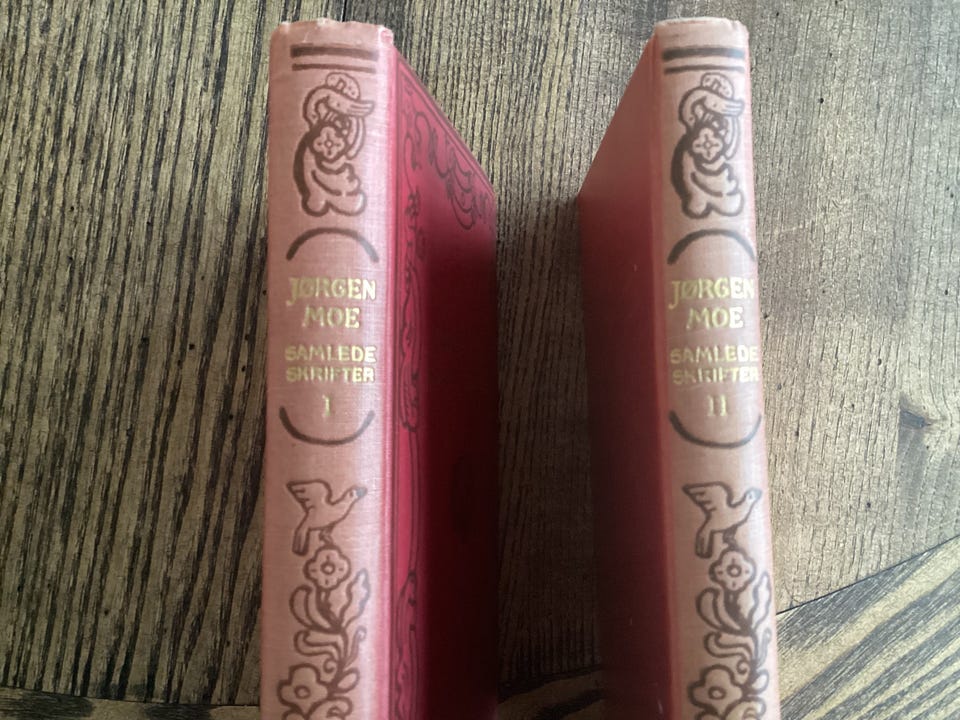 JØRGEN
MOE
SAMLEDE
SKRIFTER
I
JØRGEN
MOE
SAMLEDE
SKRIFTER
II